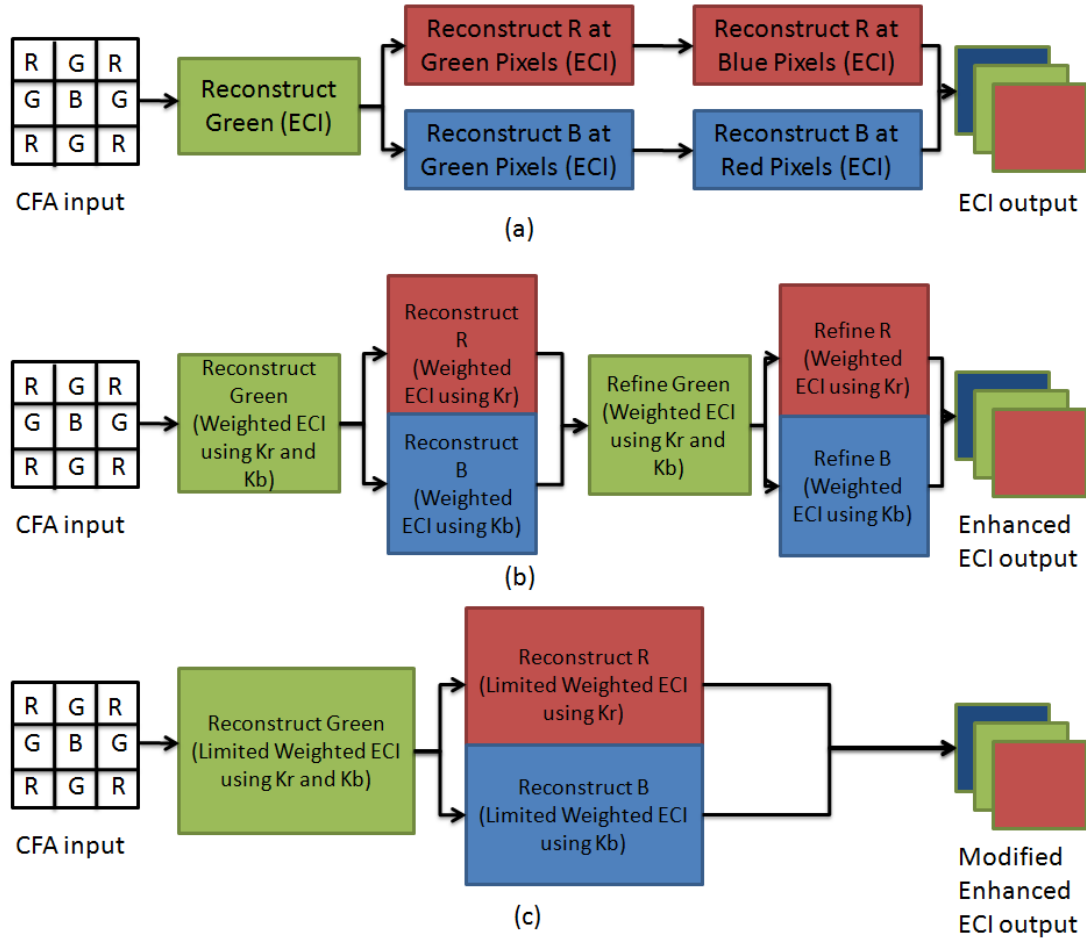 R G R
G B G
R G R
CFA input
Reconstruct
Green (ECI)
Reconstruct R at
Green Pixels (ECI)
Reconstruct R at
Blue Pixels (ECI)
Reconstruct B at
Green Pixels (ECI)
Reconstruct B at
Red Pixels (ECI)
ECI output
(a)
R G R
G B G
R G R
CFA input
Reconstruct
Green
(Weighted ECI
using Kr and
Kb)
Reconstruct
R
(Weighted
ECI using Kr)
Reconstruct
B
(Weighted
ECI using Kb)
Refine Green
(Weighted ECI
using Kr and
Kb)
Refine R
(Weighted
ECI using Kr)
Refine B
(Weighted
ECI using Kb)
Enhanced
ECI output
(b)
R G R
G B G
R G R
CFA input
Reconstruct Green
(Limited Weighted ECI
using Kr and Kb)
Reconstruct R
(Limited Weighted ECI
using Kr)
Reconstruct B
(Limited Weighted ECI
using Kb)
Modified
Enhanced
ECI output
(c)